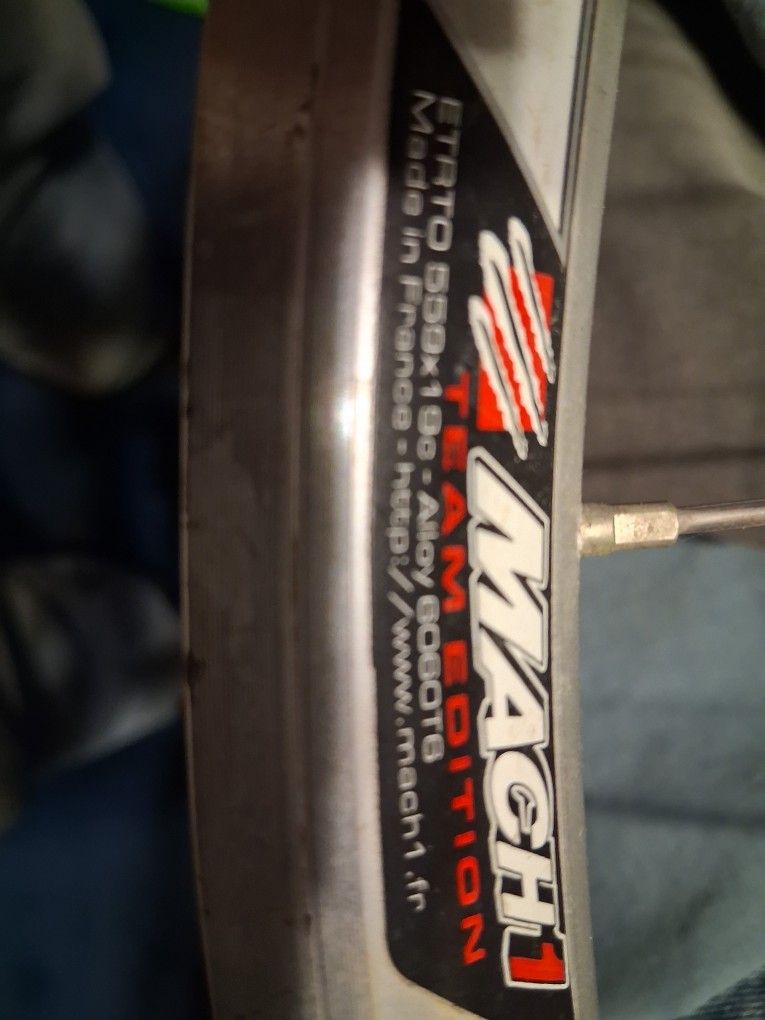 MACH1
TEAM EDITION
ETRTO 559x19c - Alloy 6060T6
Made in France - http://www.mach1.fr